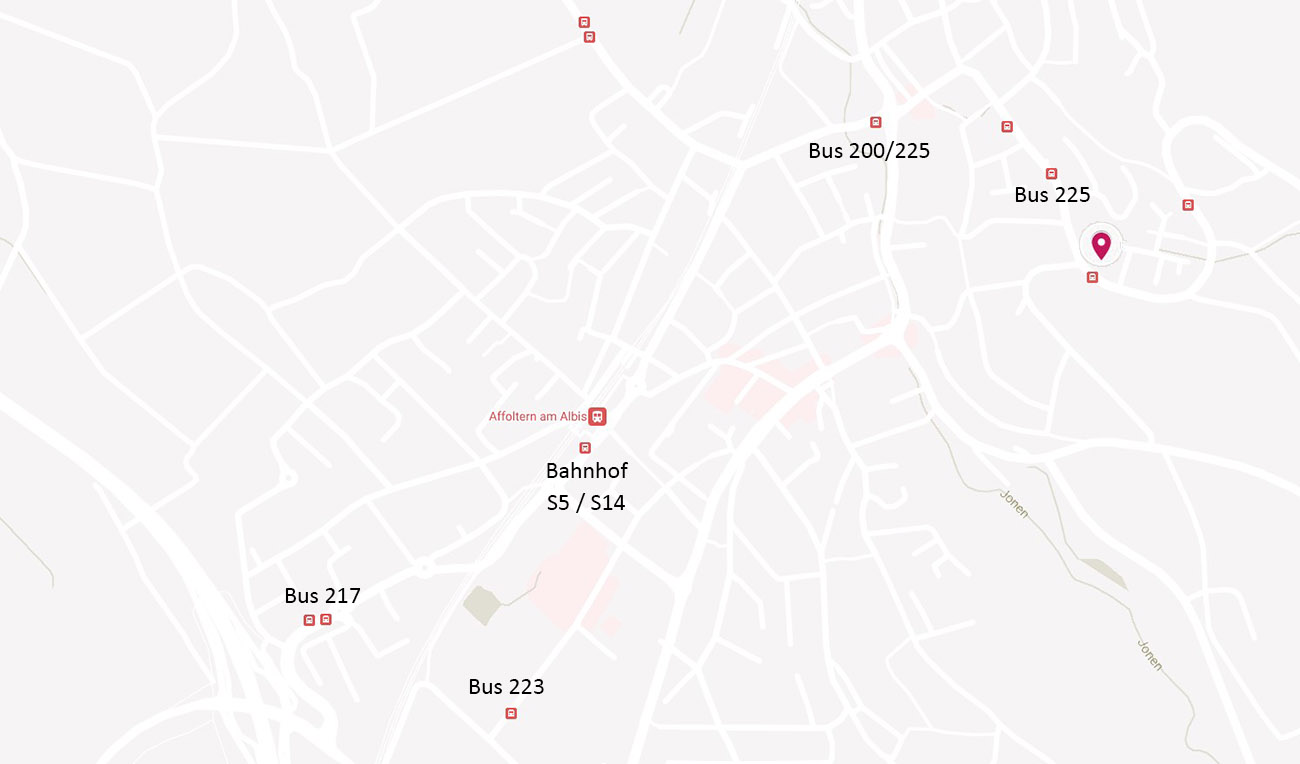 Bus 200/225
Bus 225
Affoltern am Albis
Bahnhof
S5 / S14
Jonen
Bus 217
Jonen
Bus 223